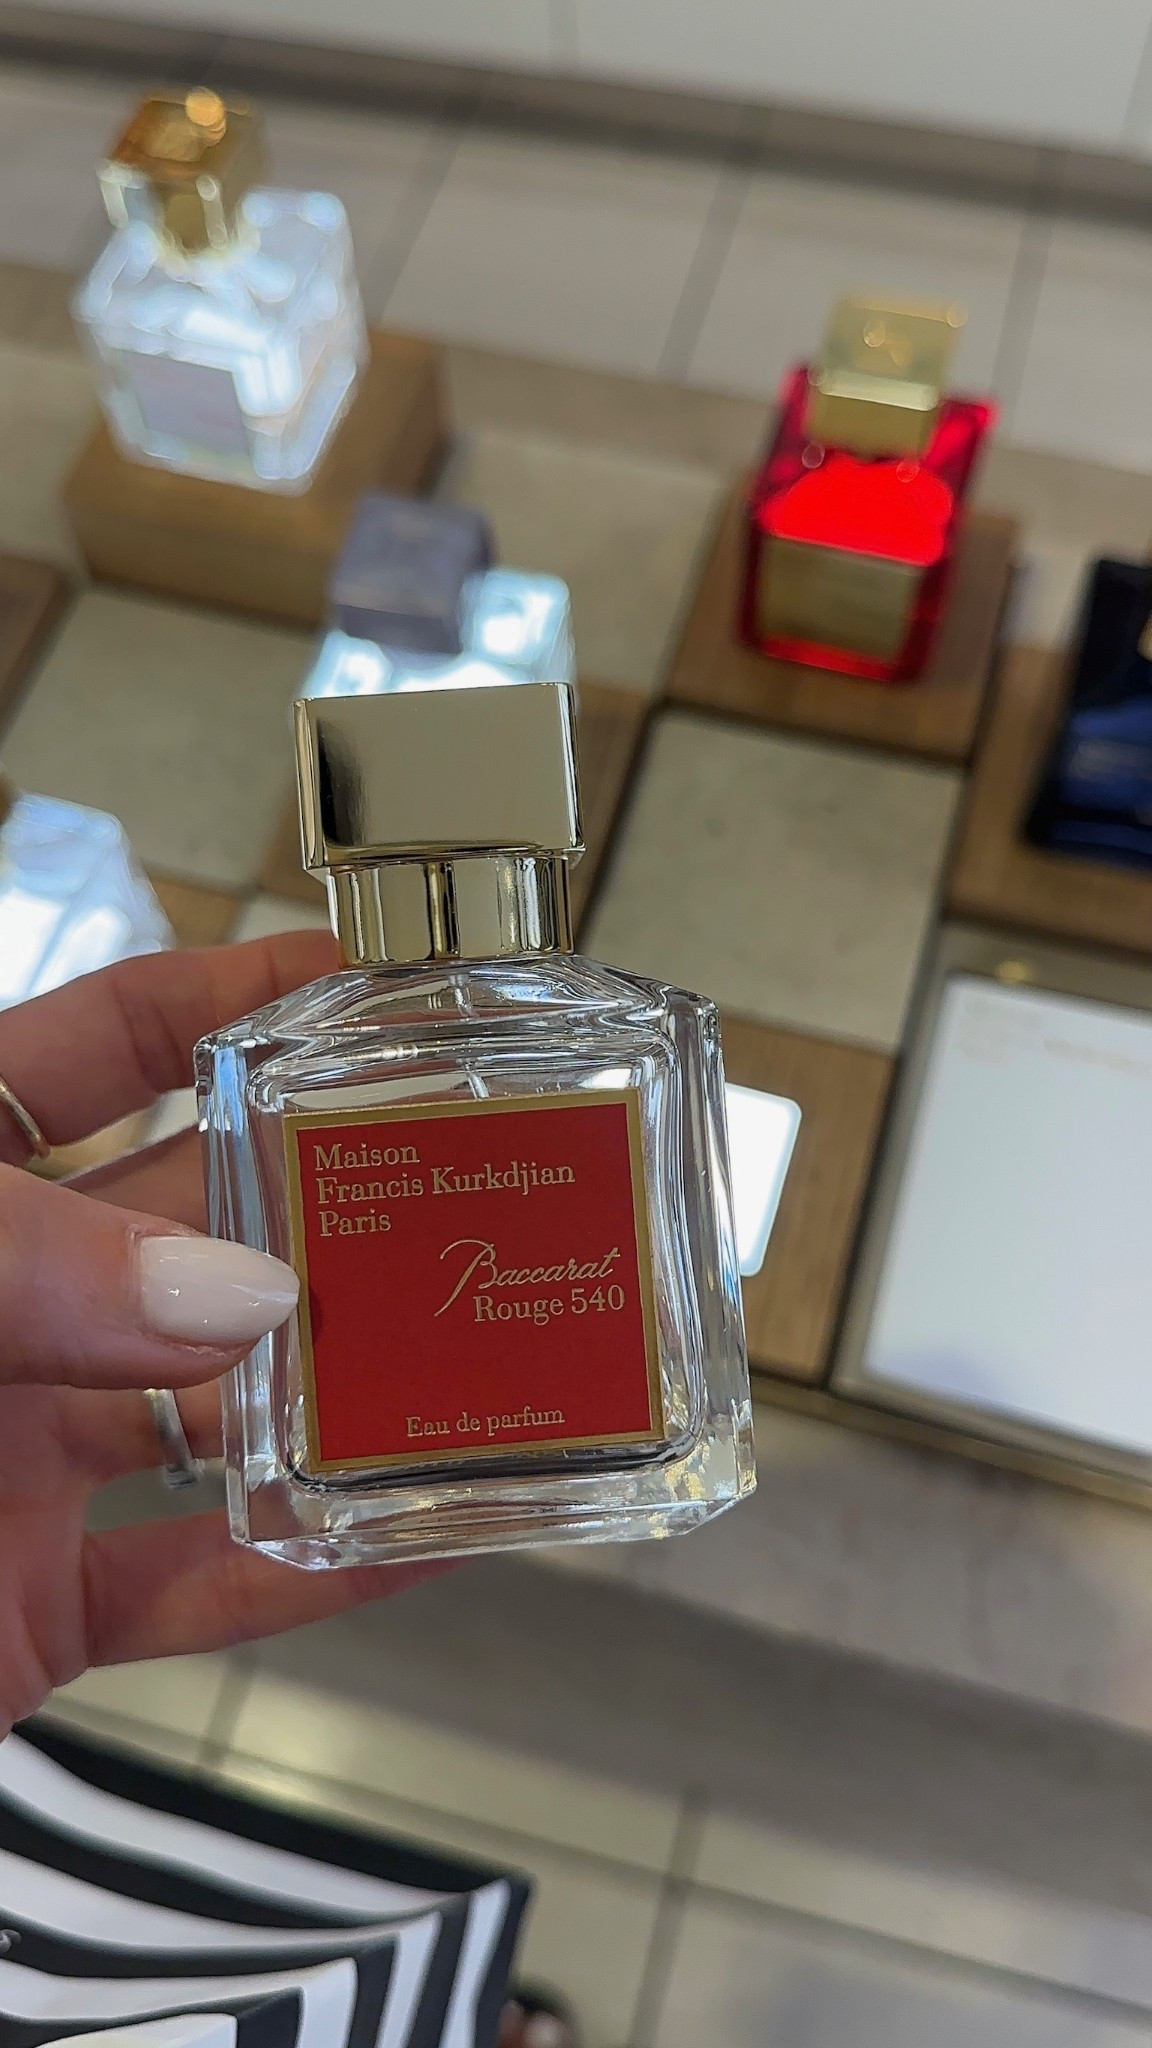 Maison
Francis Kurkdjian
Paris
Baccarat
Rouge 540
Eau de parfum